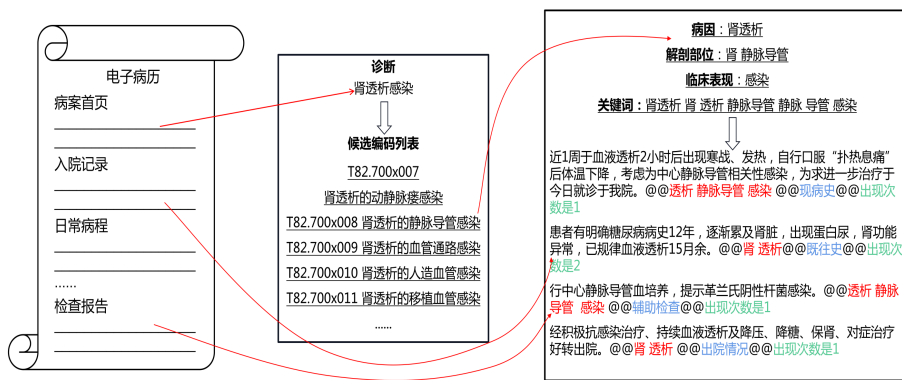 电子病历
病案首页
入院记录
日常病程
......
检查报告
诊断
肾透析感染
候选编码列表
T82.700x007
肾透析的动静脉瘘感染
T82.700x008 肾透析的静脉导管感染
T82.700x009 肾透析的血管通路感染
T82.700x010 肾透析的人造血管感染
T82.700x011 肾透析的移植血管感染
......
病因：肾透析
解剖部位：肾 静脉导管
临床表现：感染
关键词：肾透析 肾 透析 静脉导管 静脉 导管 感染
近1周于血液透析2小时后出现寒战、发热，自行口服“扑热息痛”
后体温下降，考虑为中心静脉导管相关性感染，为求进一步治疗于
今日就诊于我院。@@透析 静脉导管 感染 @@现病史@@出现次
数是1
患者有明确糖尿病病史12年，逐渐累及肾脏，出现蛋白尿，肾功能
异常，已规律血液透析15月余。@@肾 透析@@既往史@@出现次
数是2
行中心静脉导管血培养，提示革兰氏阴性杆菌感染。@@透析 静脉
导管 感染 @@辅助检查@@出现次数是1
经积极抗感染治疗、持续血液透析及降压、降糖、保肾、对症治疗
好转出院。@@肾 透析 @@出院情况@@出现次数是1